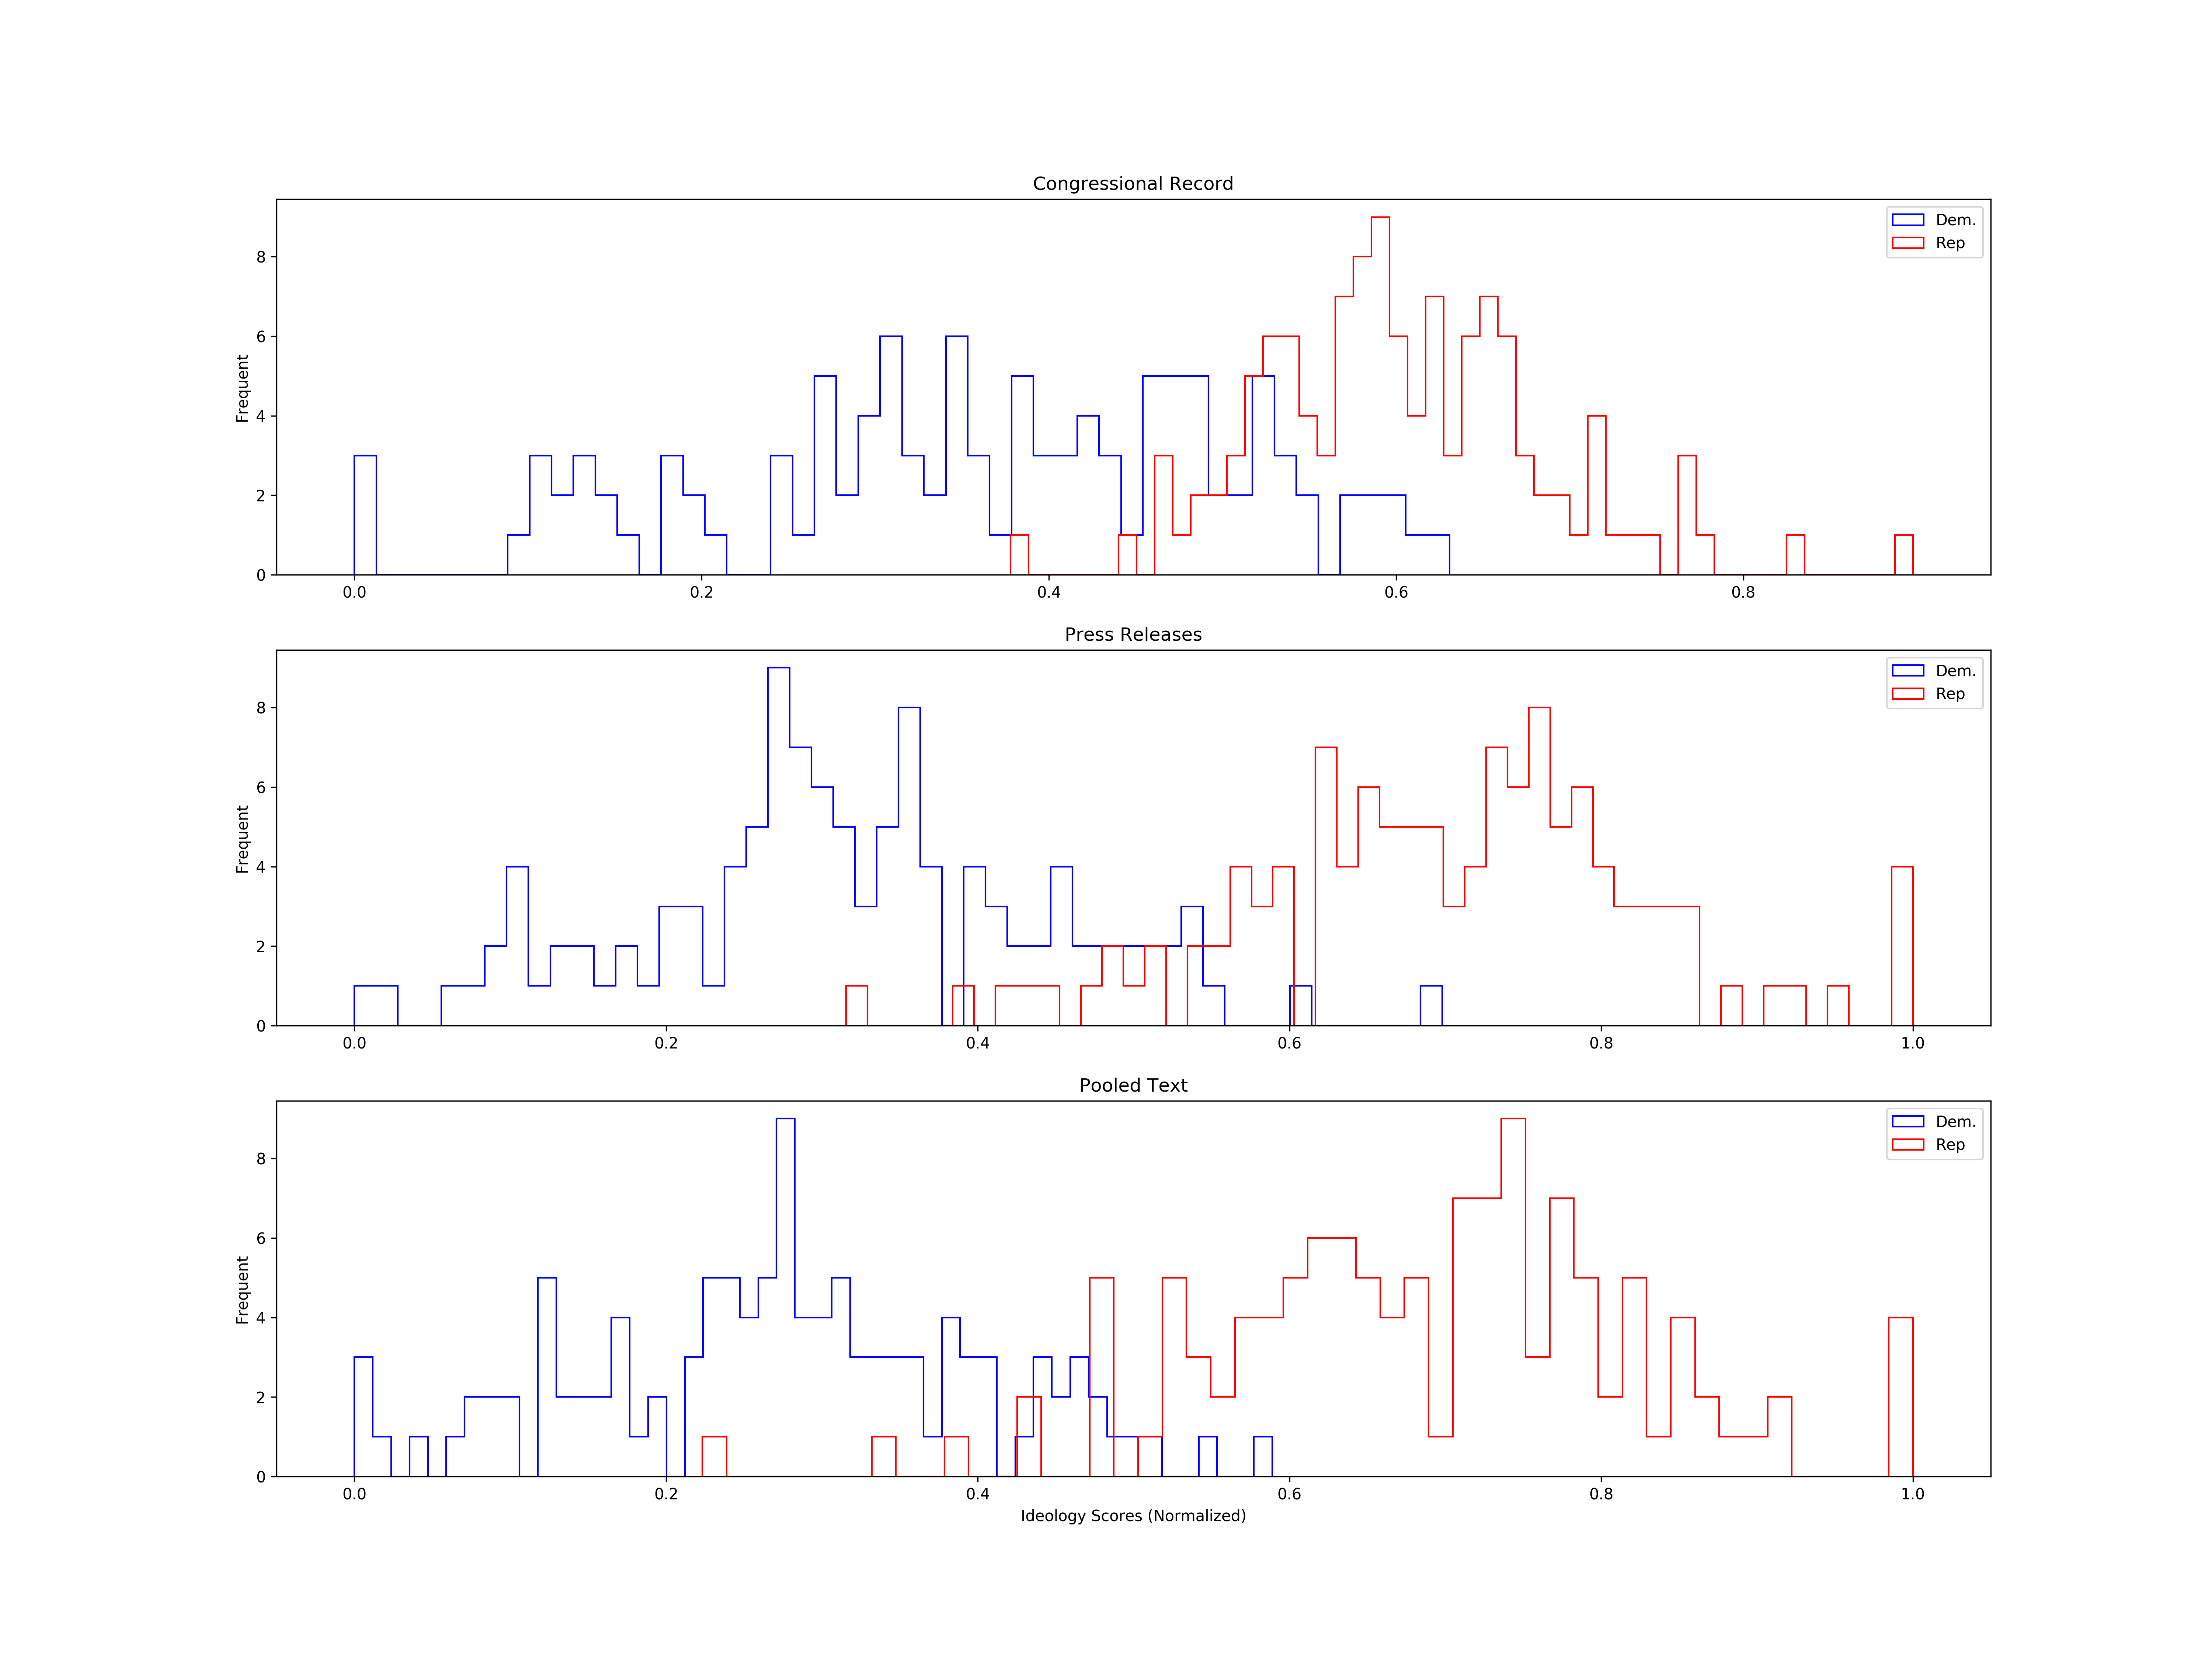 Congressional Record
Dem.
Rep
Frequent
8
6
4
2
0
0.0 0.2 0.4 0.6 0.8
Press Releases
Dem.
Rep
Frequent
8
6
4
2
0
0.0 0.2 0.4 0.6 0.8 1.0
Pooled Text
Dem.
Rep
Frequent
8
6
4
2
0
0.0 0.2 0.4 0.6 0.8 1.0
Ideology Scores (Normalized)